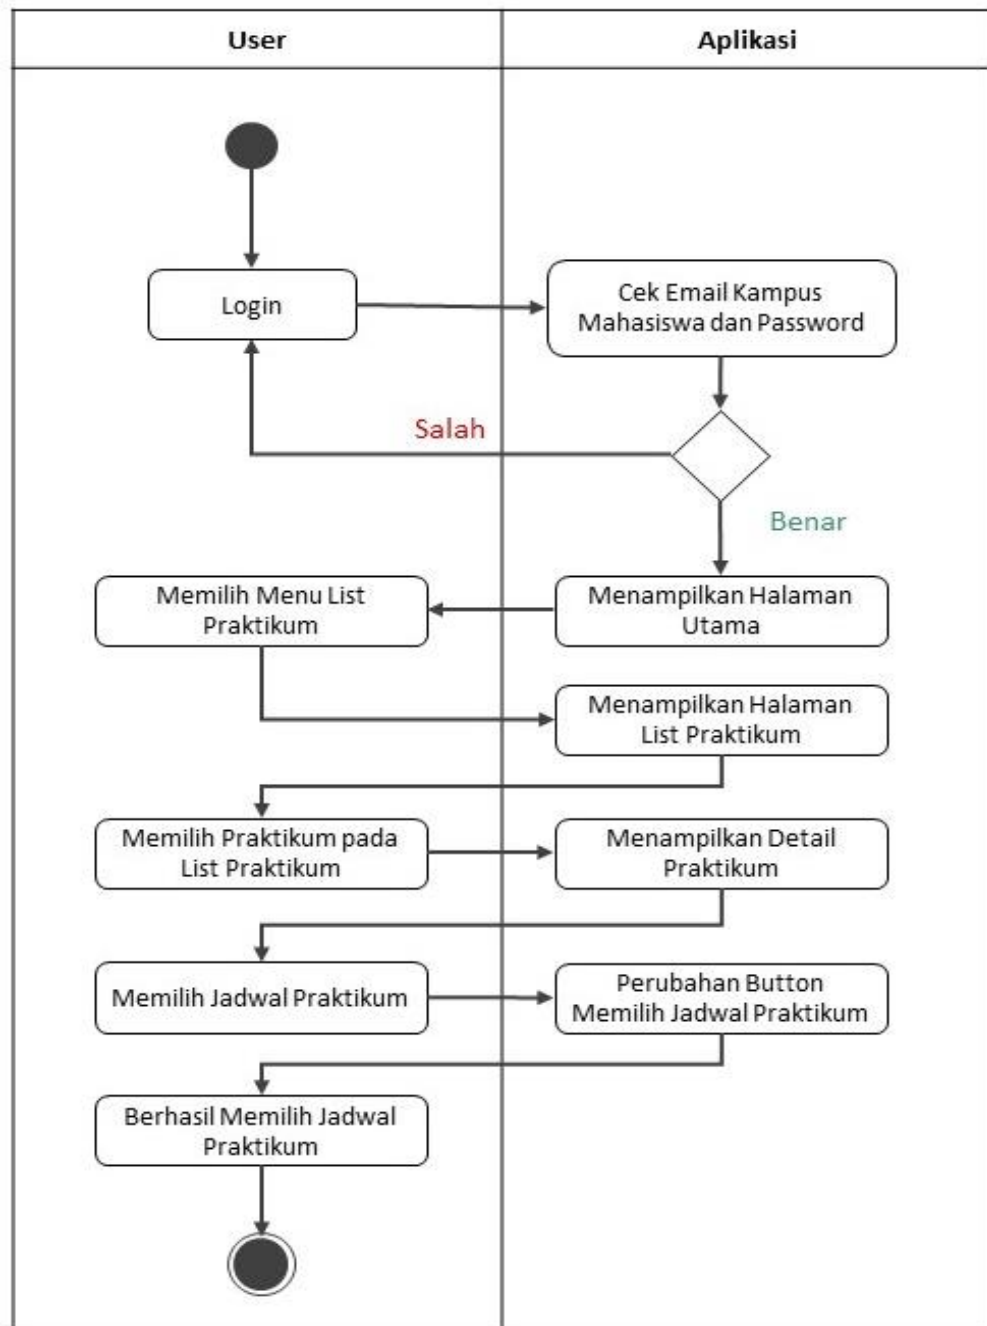 User
Aplikasi
Login
Cek Email Kampus
Mahasiswa dan Password
Salah
Benar
Memilih Menu List
Praktikum
Menampilkan Halaman
Utama
Menampilkan Halaman
List Praktikum
Memilih Praktikum pada
List Praktikum
Menampilkan Detail
Praktikum
Memilih Jadwal Praktikum
Perubahan Button
Memilih Jadwal Praktikum
Berhasil Memilih Jadwal
Praktikum